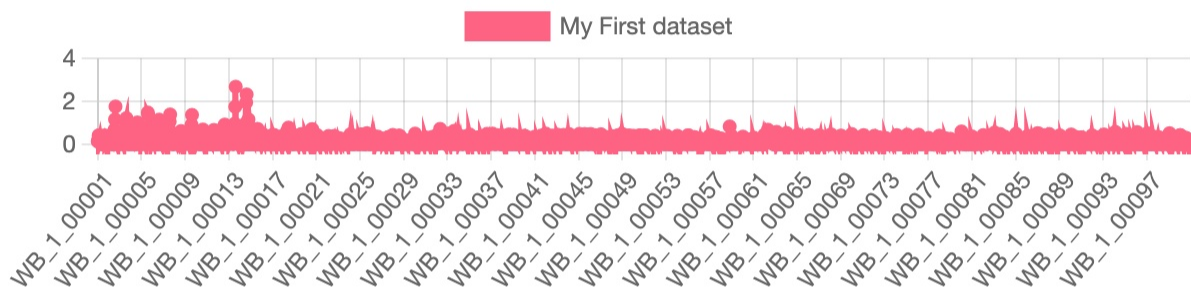 My First dataset
4
2
0
WB_1_00001
WB_1_00005
WB_1_00009
WB_1_00013
WB_1_00017
WB_1_00021
WB_1_00025
WB_1_00029
WB_1_00033
WB_1_00037
WB_1_00041
WB_1_00045
WB_1_00049
WB_1_00053
WB_1_00057
WB_1_00061
WB_1_00065
WB_1_00069
WB_1_00073
WB_1_00077
WB_1_00081
WB_1_00085
WB_1_00089
WB_1_00093
WB_1_00097